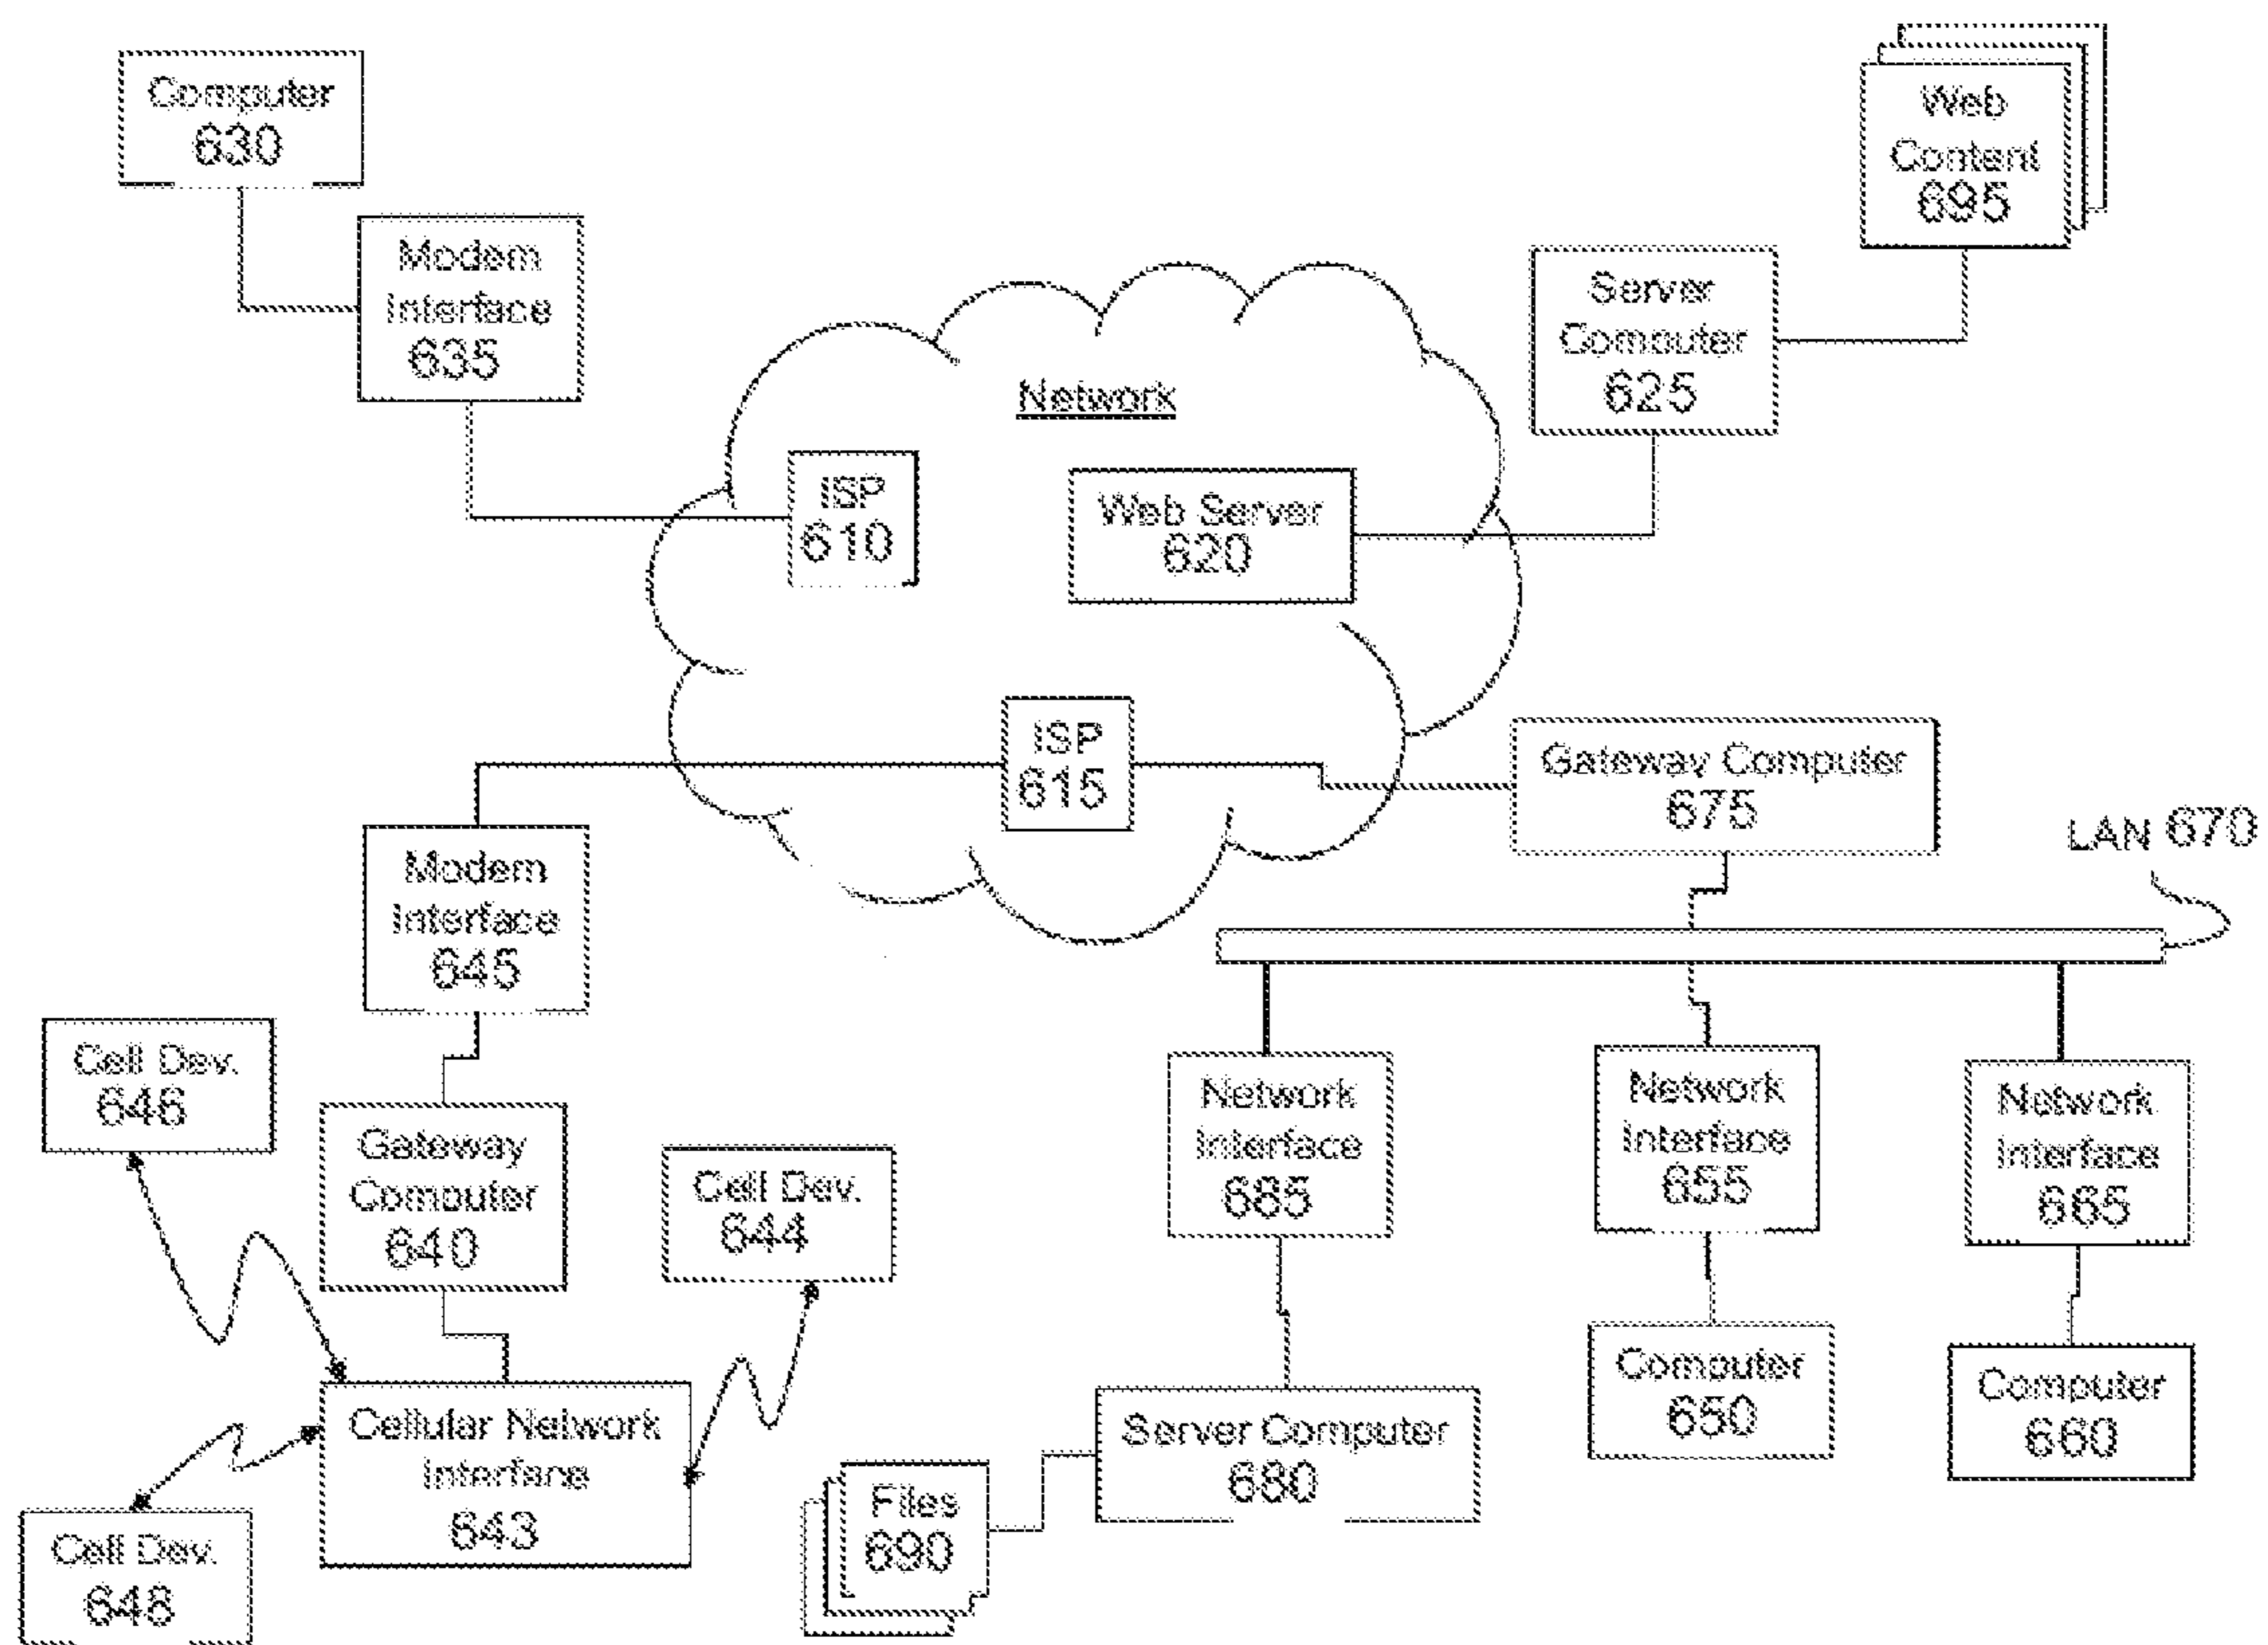 Computer
630
Modem
Interface
635
Web
Content
695
Server
Computer
625
Network
ISP
610
Web Server
620
ISP
615
Gateway Computer
675
LAN 670
Modem
Interface
645
Cell Dev.
646
Gateway
Computer
640
Cell Dev.
644
Network
Interface
685
Network
Interface
655
Network
Interface
665
Cellular Network
Interface
643
Server Computer
680
Computer
650
Computer
660
Files
690
Cell Dev.
648